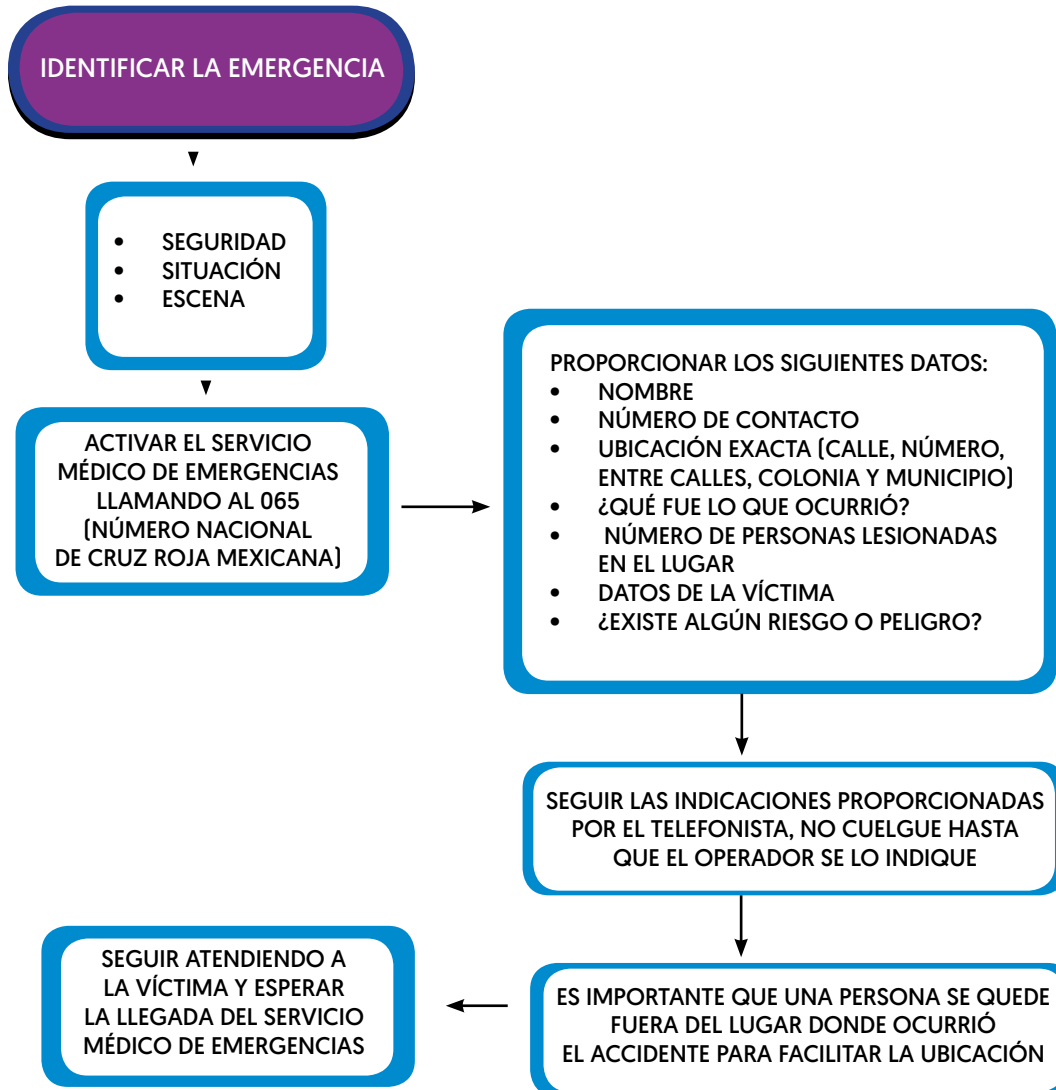 IDENTIFICAR LA EMERGENCIA
• SEGURIDAD
• SITUACIÓN
• ESCENA
ACTIVAR EL SERVICIO
MÉDICO DE EMERGENCIAS
LLAMANDO AL 065
(NÚMERO NACIONAL
DE CRUZ ROJA MEXICANA)
PROPORCIONAR LOS SIGUIENTES DATOS:
• NOMBRE
• NÚMERO DE CONTACTO
• UBICACIÓN EXACTA (CALLE, NÚMERO,
ENTRE CALLES, COLONIA Y MUNICIPIO)
• ¿QUÉ FUE LO QUE OCURRIÓ?
• NÚMERO DE PERSONAS LESIONADAS
EN EL LUGAR
• DATOS DE LA VÍCTIMA
• ¿EXISTE ALGÚN RIESGO O PELIGRO?
SEGUIR LAS INDICACIONES PROPORCIONADAS
POR EL TELEFONISTA, NO CUELGUE HASTA
QUE EL OPERADOR SE LO INDIQUE
ES IMPORTANTE QUE UNA PERSONA SE QUEDE
FUERA DEL LUGAR DONDE OCURRIÓ
EL ACCIDENTE PARA FACILITAR LA UBICACIÓN
SEGUIR ATENDIENDO A
LA VÍCTIMA Y ESPERAR
LA LLEGADA DEL SERVICIO
MÉDICO DE EMERGENCIAS